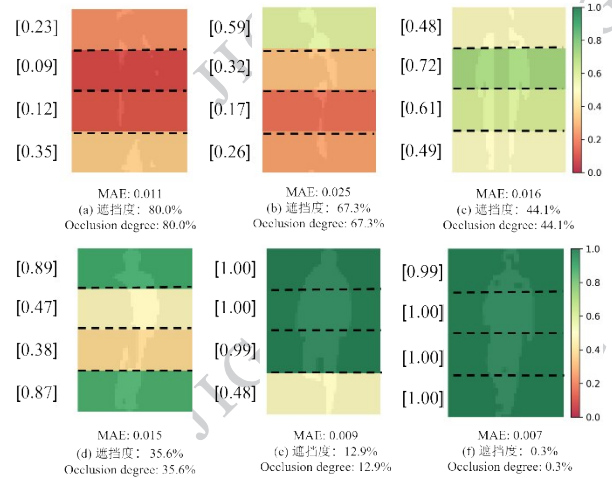 [0.23]
[0.09]
[0.12]
[0.35]
MAE: 0.011
(a) 遮挡度：80.0%
Occlusion degree: 80.0%
[0.59]
[0.32]
[0.17]
[0.26]
MAE: 0.025
(b) 遮挡度：67.3%
Occlusion degree: 67.3%
[0.48]
[0.72]
[0.61]
[0.49]
MAE: 0.016
(c) 遮挡度：44.1%
Occlusion degree: 44.1%
1.0
0.8
0.6
0.4
0.2
0.0
[0.89]
[0.47]
[0.38]
[0.87]
MAE: 0.015
(d) 遮挡度：35.6%
Occlusion degree: 35.6%
[1.00]
[1.00]
[0.99]
[0.48]
MAE: 0.009
(e) 遮挡度：12.9%
Occlusion degree: 12.9%
[0.99]
[1.00]
[1.00]
[1.00]
MAE: 0.007
(f) 遮挡度：0.3%
Occlusion degree: 0.3%
1.0
0.8
0.6
0.4
0.2
0.0
JIG
JIG